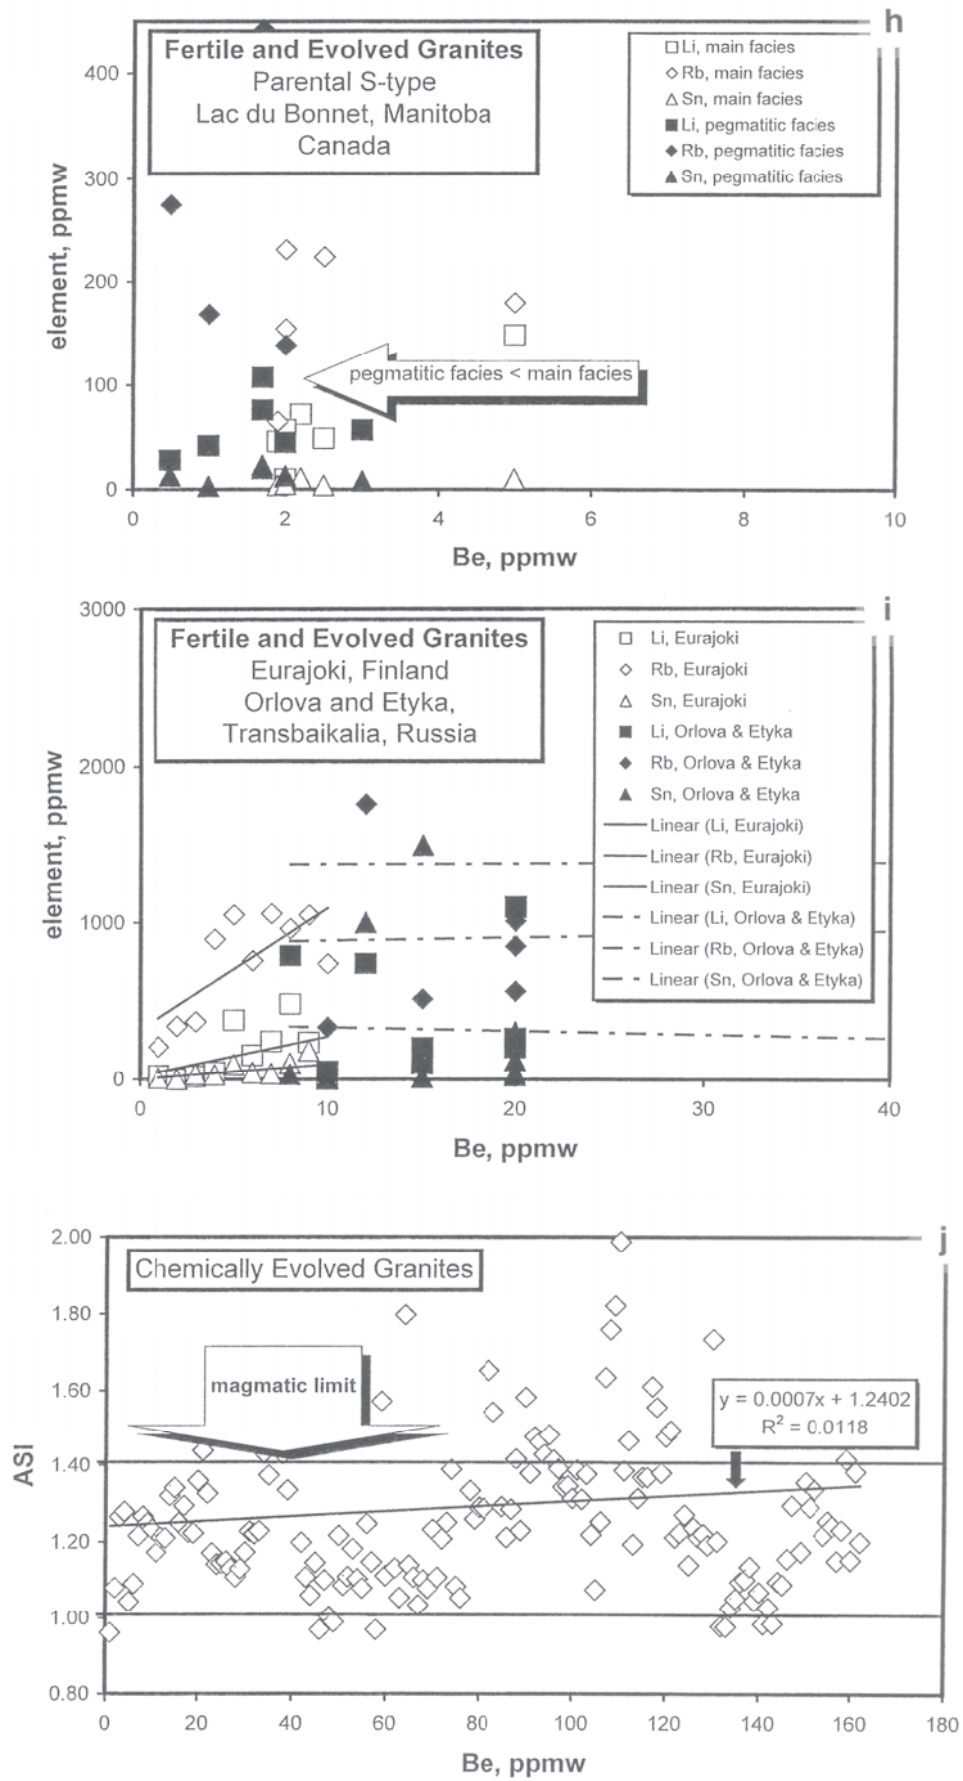 h
Fertile and Evolved Granites
Parental S-type
Lac du Bonnet, Manitoba
Canada
Li, main facies
Rb, main facies
Sn, main facies
Li, pegmatitic facies
Rb, pegmatitic facies
Sn, pegmatitic facies
400
300
200
100
0
element, ppmw
pegmatitic facies < main facies
0 2 4 6 8 10
Be, ppmw
i
Fertile and Evolved Granites
Eurajoki, Finland
Orlova and Etyka,
Transbaikalia, Russia
Li, Eurajoki
Rb, Eurajoki
Sn, Eurajoki
Li, Orlova & Etyka
Rb, Orlova & Etyka
Sn, Orlova & Etyka
Linear (Li, Eurajoki)
Linear (Rb, Eurajoki)
Linear (Sn, Eurajoki)
Linear (Li, Orlova & Etyka)
Linear (Rb, Orlova & Etyka)
Linear (Sn, Orlova & Etyka)
3000
2000
1000
0
element, ppmw
0 10 20 30 40
Be, ppmw
j
Chemically Evolved Granites
magmatic limit
y = 0.0007x + 1.2402
R² = 0.0118
2.00
1.80
1.60
1.40
1.20
1.00
0.80
ASI
0 20 40 60 80 100 120 140 160 180
Be, ppmw